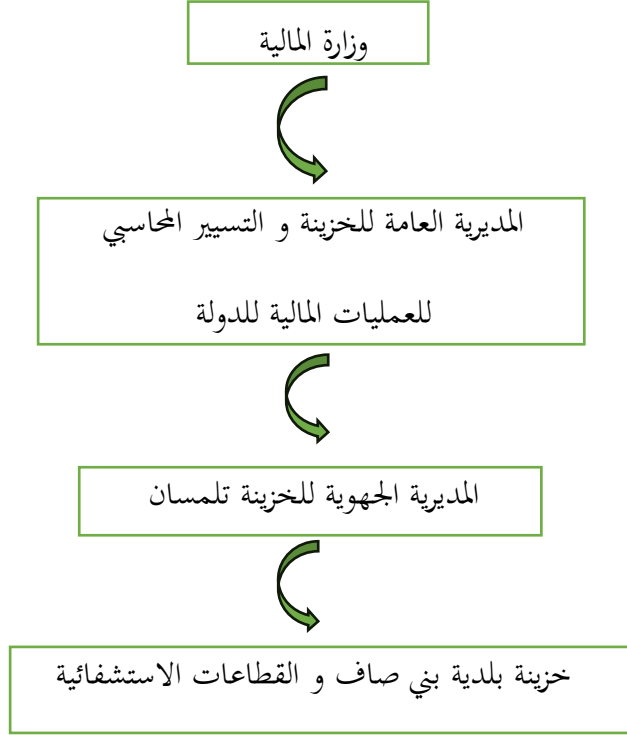 وزارة المالية
المديرية العامة للخزينة و التسيير المحاسبي
للعمليات المالية للدولة
المديرية الجهوية للخزينة تلمسان
خزينة بلدية بني صاف و القطاعات الاستشفائية